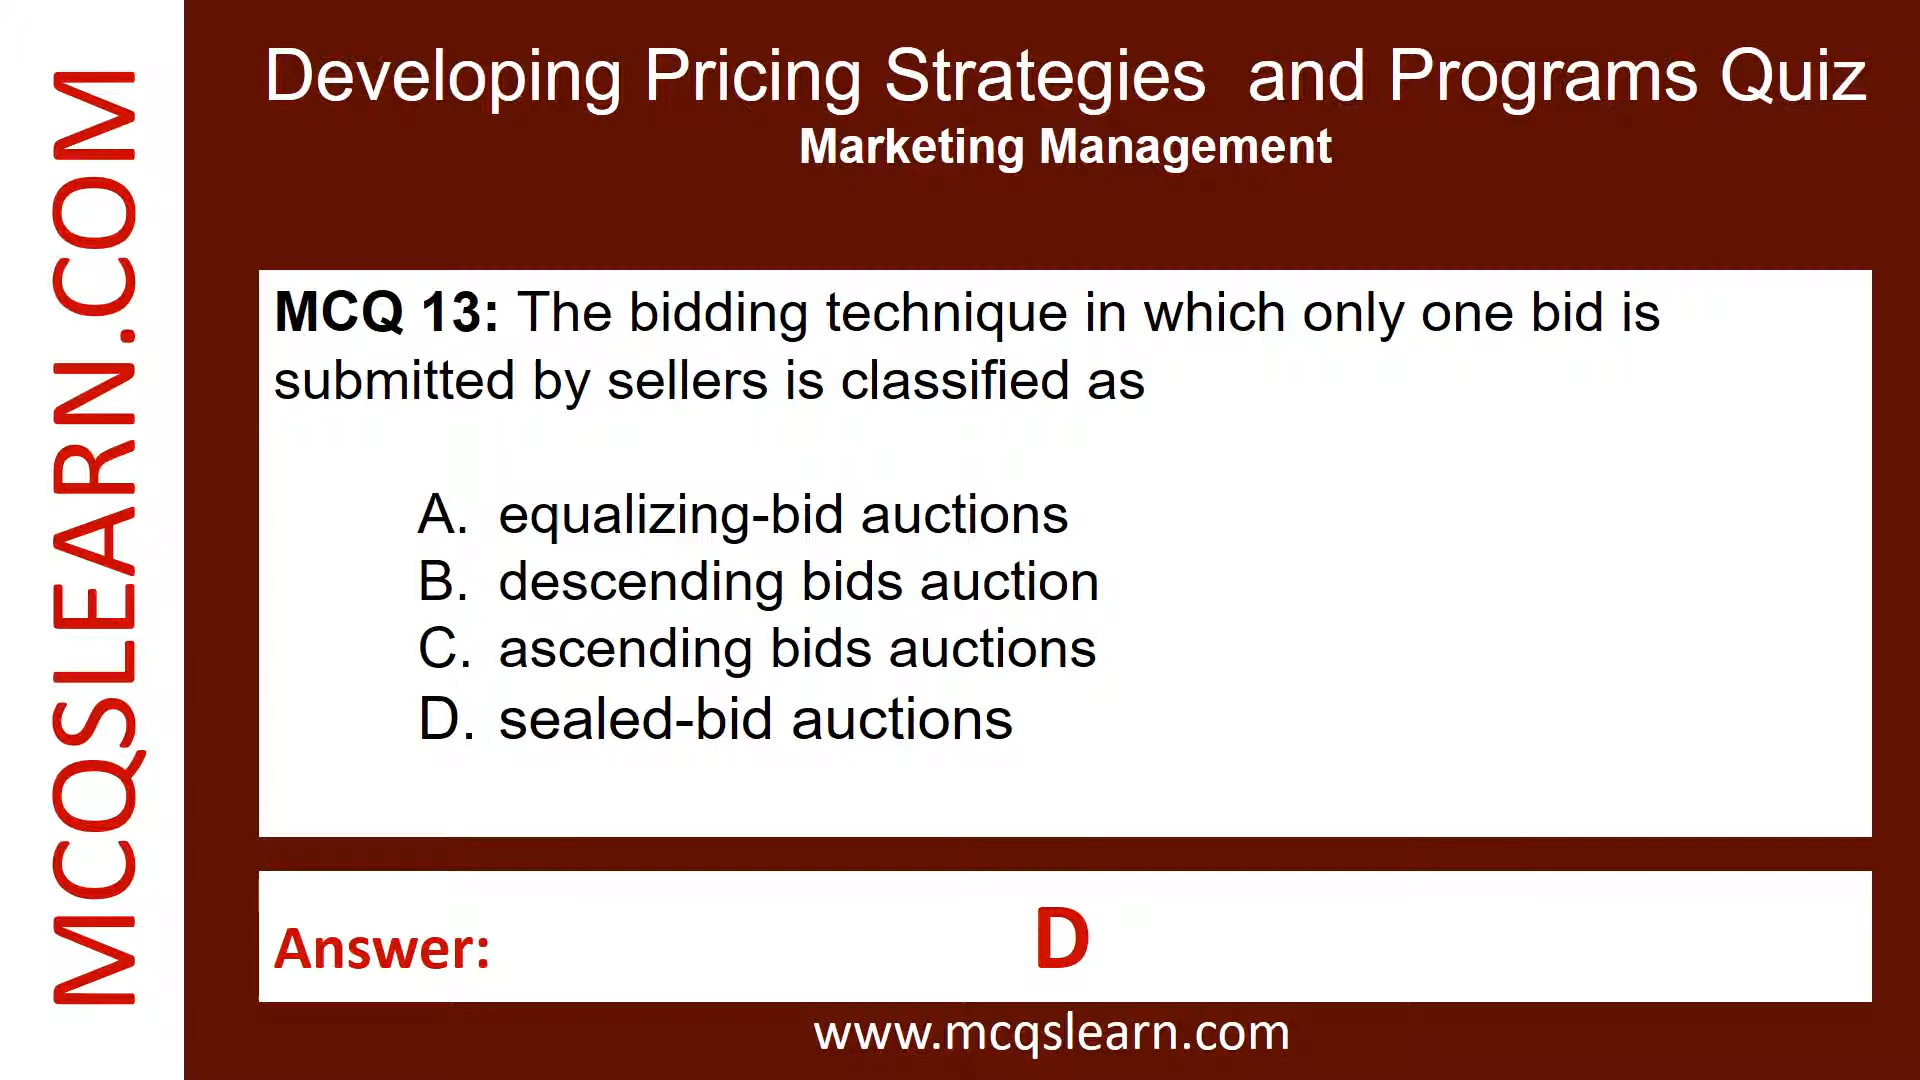 MCQSLEARN.COM
Developing Pricing Strategies and Programs Quiz
Marketing Management
MCQ 13: The bidding technique in which only one bid is
submitted by sellers is classified as
A. equalizing-bid auctions
B. descending bids auction
C. ascending bids auctions
D. sealed-bid auctions
Answer: D
www.mcqslearn.com